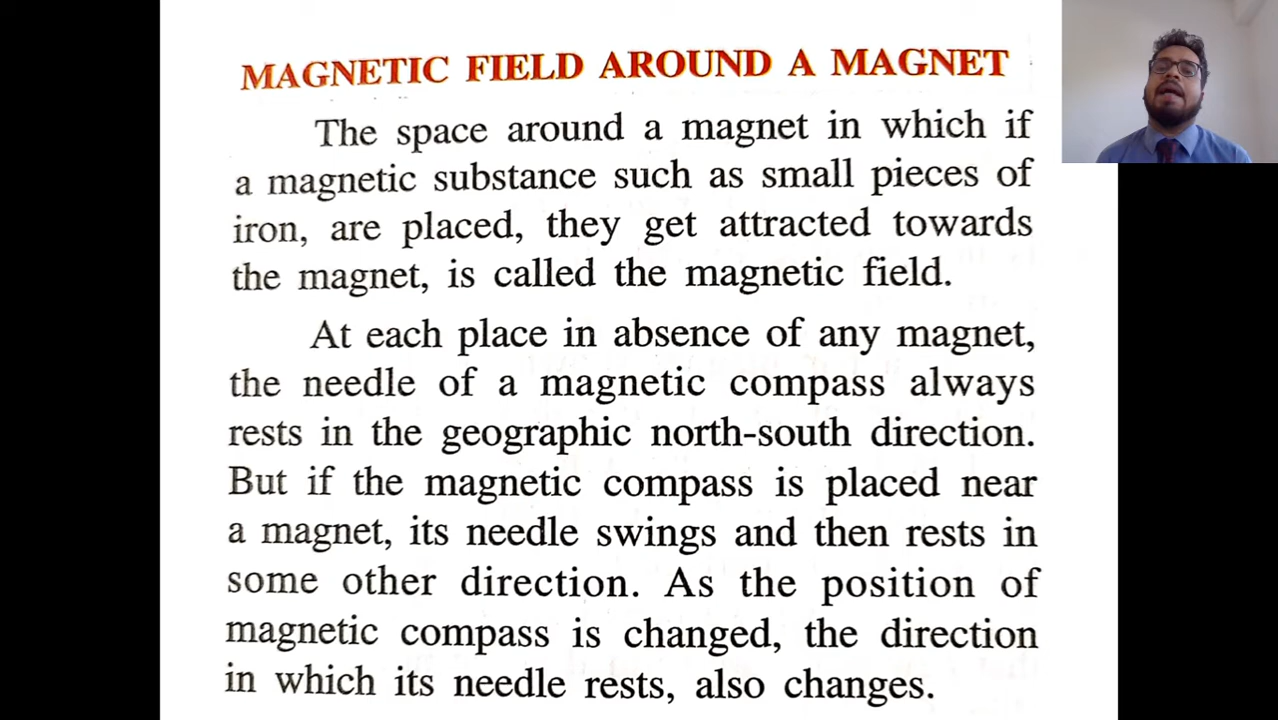 MAGNETIC FIELD AROUND A MAGNET
The space around a magnet in which if
a magnetic substance such as small pieces of
iron, are placed, they get attracted towards
the magnet, is called the magnetic field.
At each place in absence of any magnet,
the needle of a magnetic compass always
rests in the geographic north-south direction.
But if the magnetic compass is placed near
a magnet, its needle swings and then rests in
some other direction. As the position of
magnetic compass is changed, the direction
in which its needle rests, also changes.